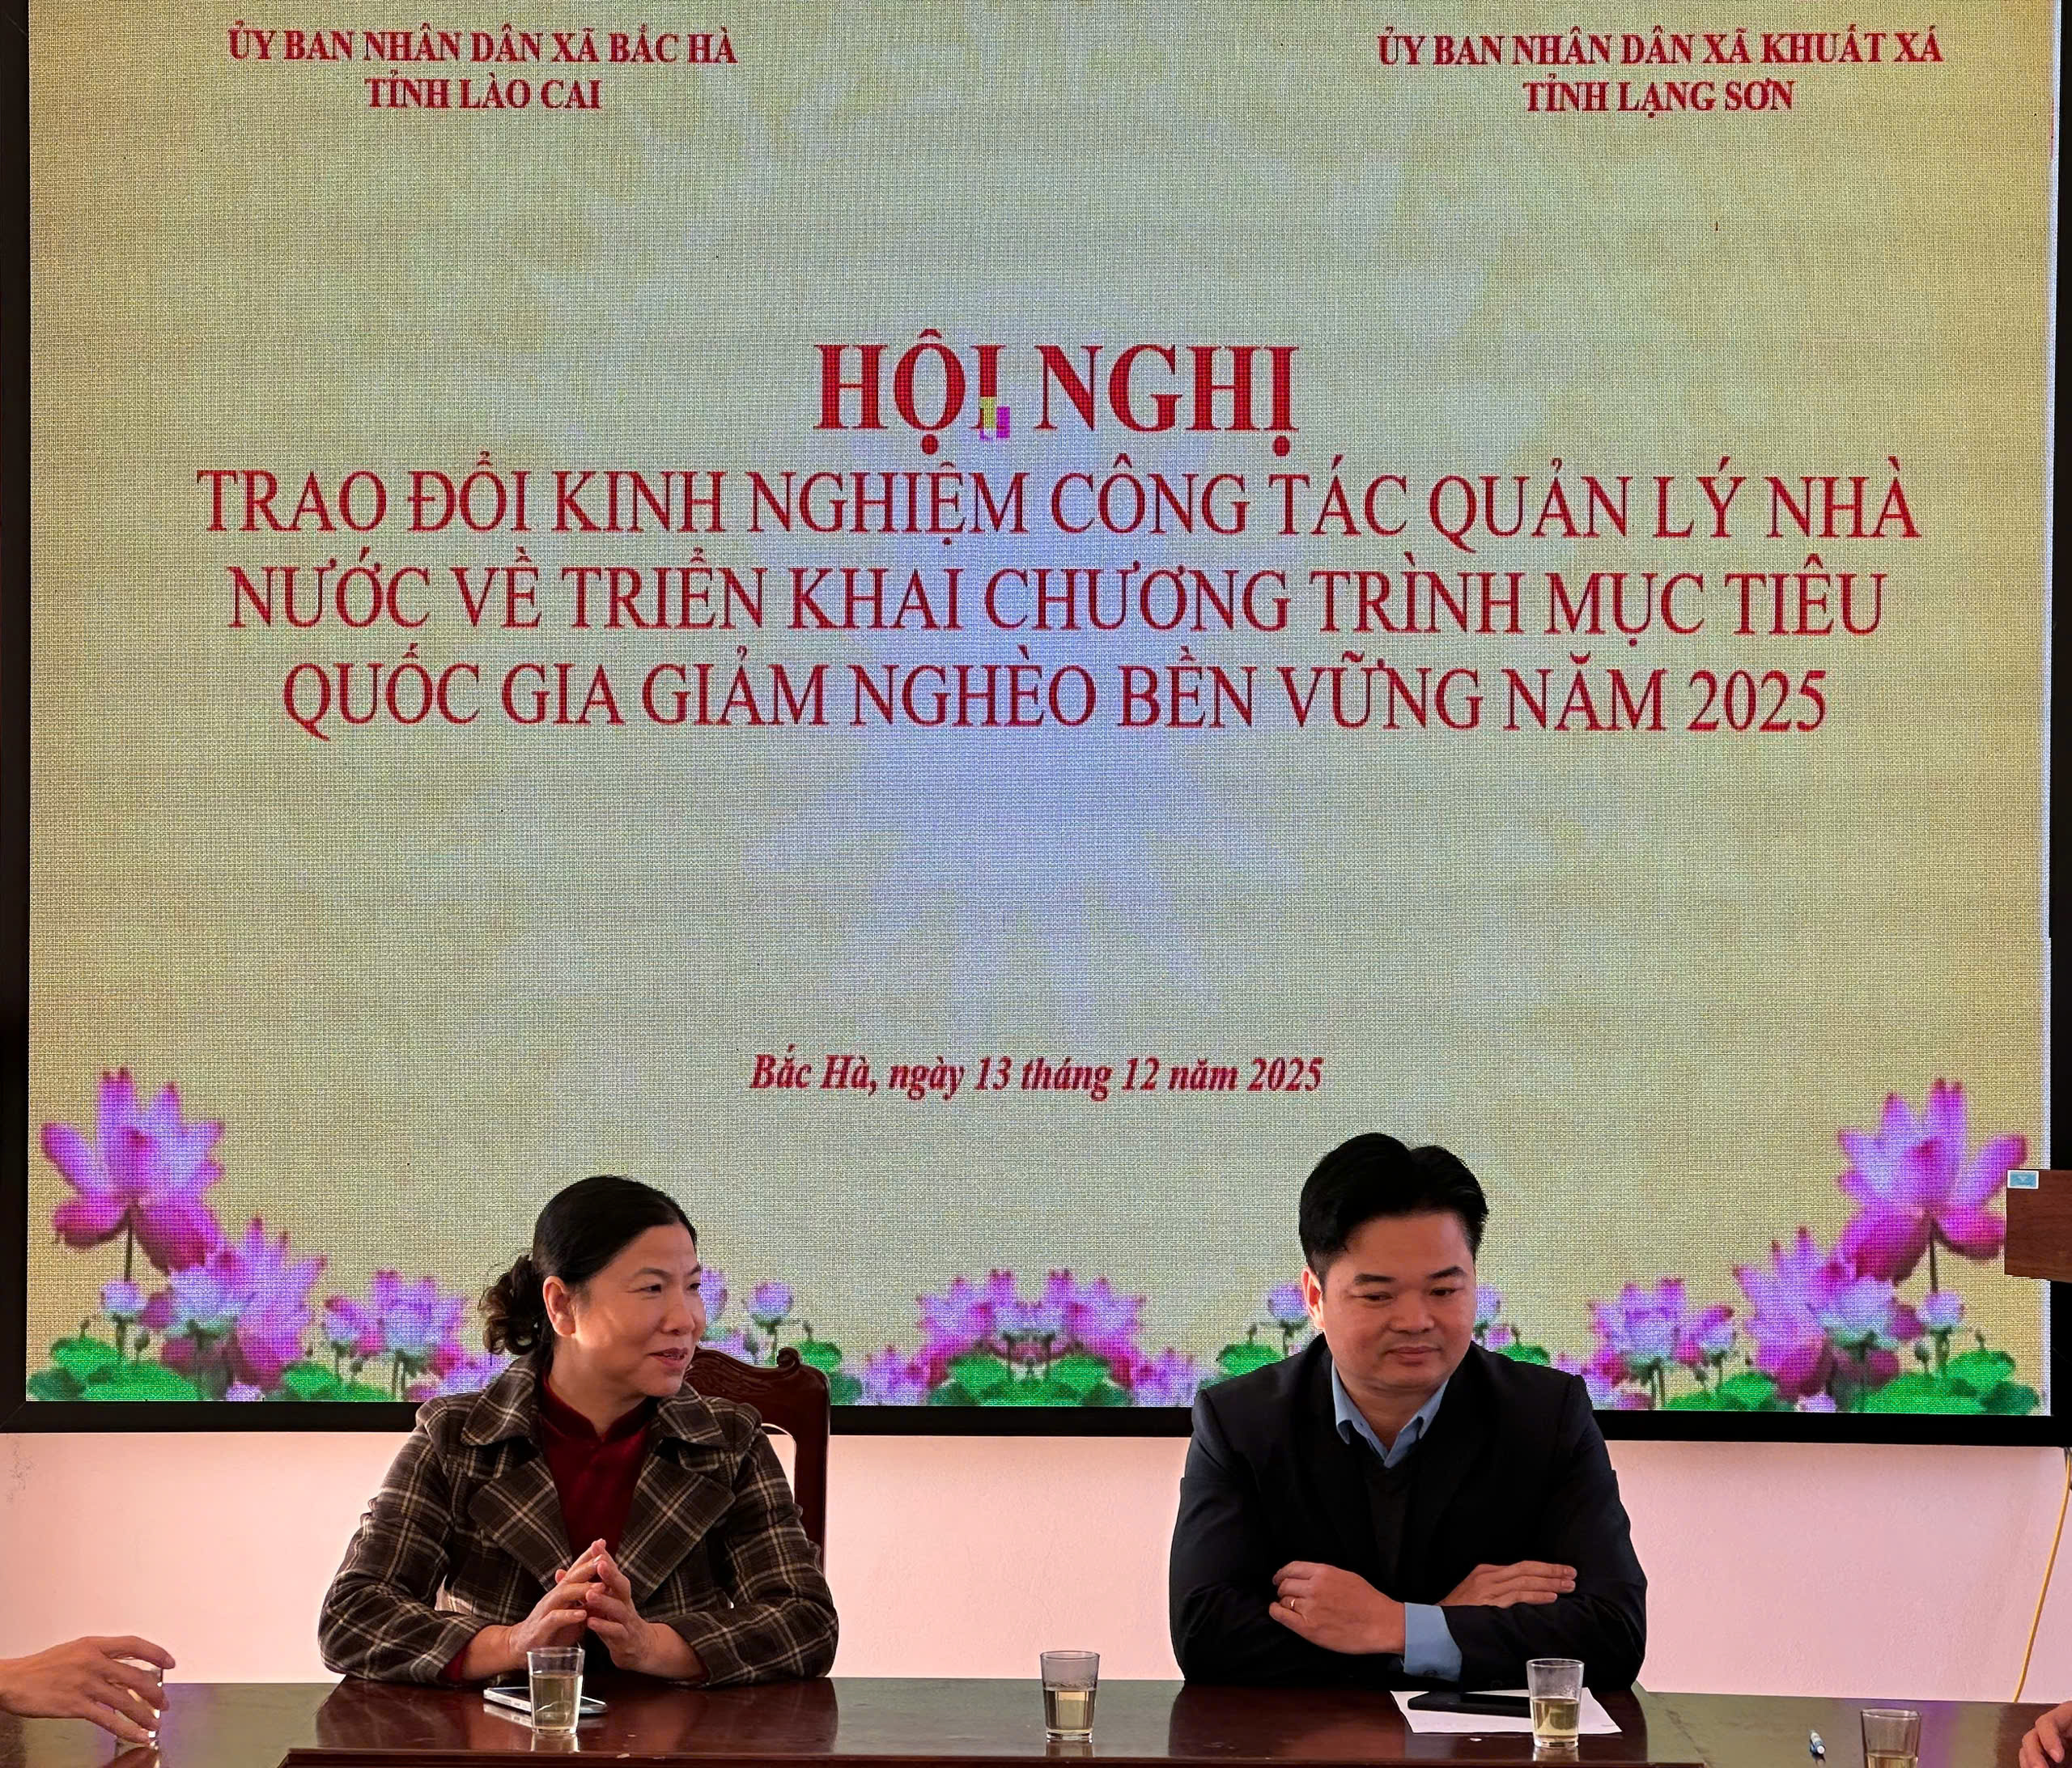 ỦY BAN NHÂN DÂN XÃ BẮC HÀ
TỈNH LÀO CAI
ỦY BAN NHÂN DÂN XÃ KHUẤT XÁ
TỈNH LẠNG SƠN
HỘI NGHỊ
TRAO ĐỔI KINH NGHIỆM CÔNG TÁC QUẢN LÝ NHÀ
NƯỚC VỀ TRIỂN KHAI CHƯƠNG TRÌNH MỤC TIÊU
QUỐC GIA GIẢM NGHÈO BỀN VỮNG NĂM 2025
Bắc Hà, ngày 13 tháng 12 năm 2025